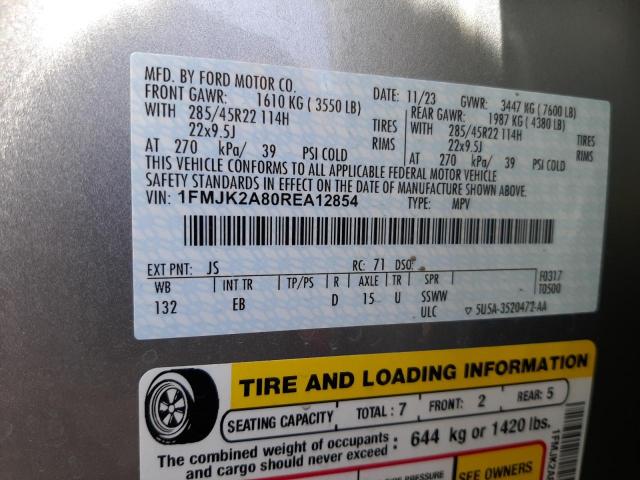 MFD. BY FORD MOTOR CO.
DATE: 11/23 GVWR: 3447 KG (7600 LB)
FRONT GAWR: 1610 KG (3550 LB) REAR GAWR: 1987 KG (4380 LB)
WITH 285/45R22 114H TIRES 285/45R22 114H TIRES
22x9.5J RIMS 22x9.5J RIMS
AT 270 kPa/ 39 PSI COLD AT 270 kPa/ 39 PSI COLD
THIS VEHICLE CONFORMS TO ALL APPLICABLE FEDERAL MOTOR VEHICLE
SAFETY STANDARDS IN EFFECT ON THE DATE OF MANUFACTURE SHOWN ABOVE.
VIN: 1FMJK2A80REA12854 TYPE: MPV
EXT PNT: JS RC: 71 DSO:
WB INT TR TP/PS R AXLE TR SPR F0317
132 EB D 15 U SSWW T0500
ULC ▽ 5U5A-3520472-AA
TIRE AND LOADING INFORMATION
SEATING CAPACITY TOTAL: 7 FRONT: 2 REAR: 5
The combined weight of occupants
and cargo should never exceed : 644 kg or 1420 lbs.
PRESSURE
SEE OWNERS
1FMJK2A